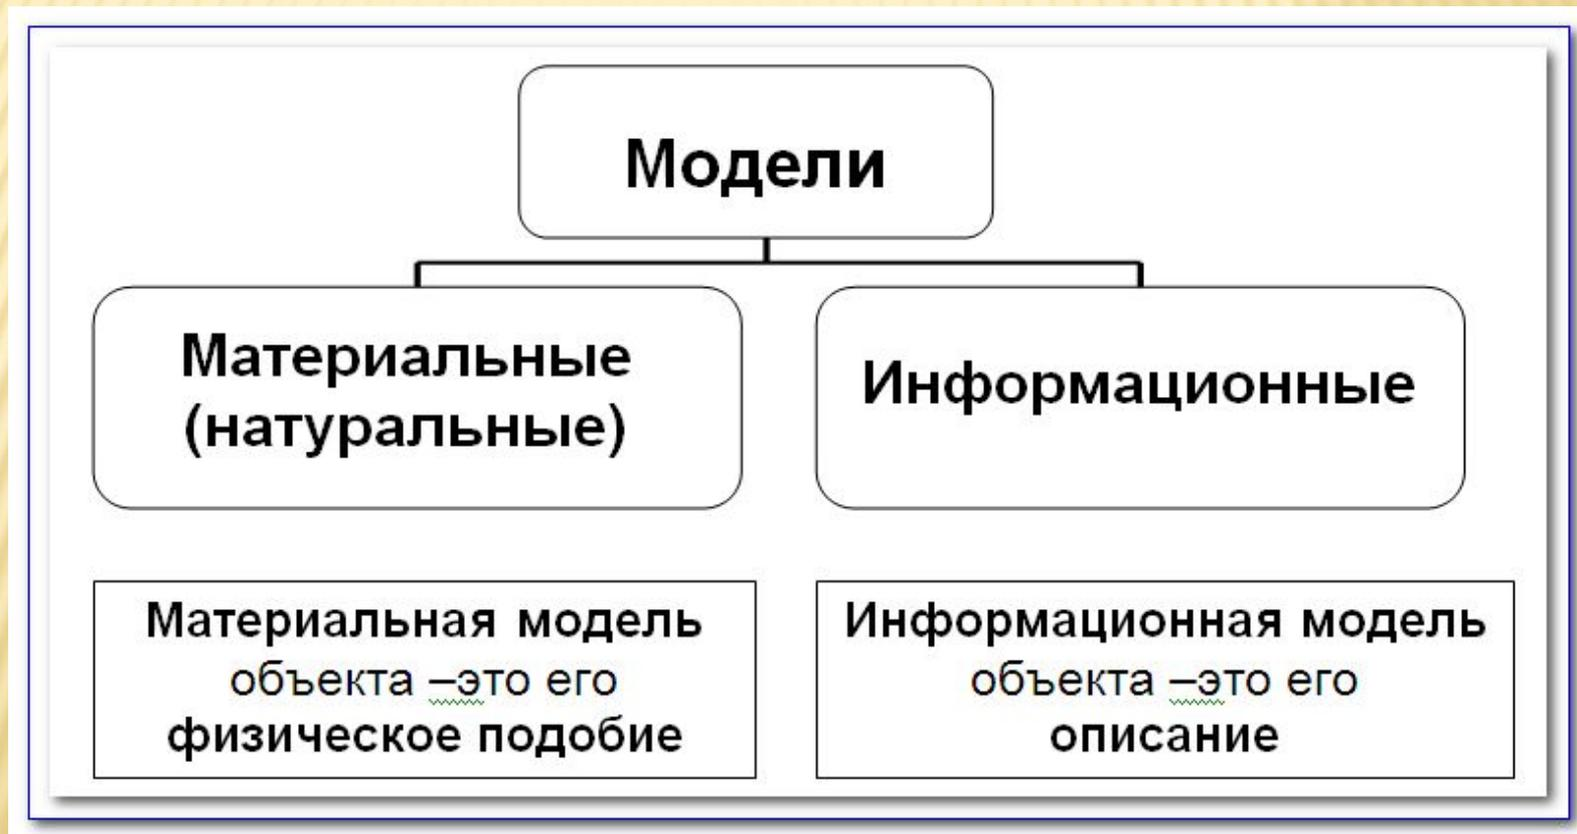 Модели
Материальные
(натуральные)
Информационные
Материальная модель
объекта –это его
физическое подобие
Информационная модель
объекта –это его
описание